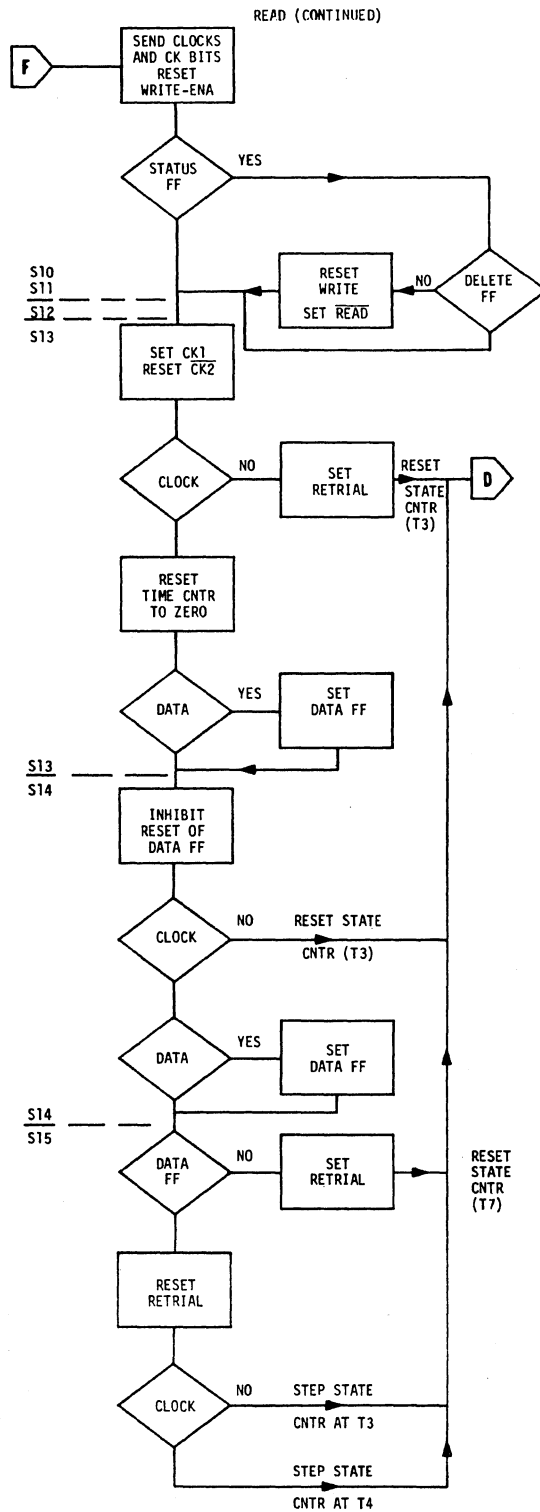 READ (CONTINUED)
F
SEND CLOCKS
AND CK BITS
RESET
WRITE-ENA
STATUS
FF
YES
S10
S11
S12
S13
RESET
WRITE
SET READ
NO
DELETE
FF
SET CK1
RESET CK2
CLOCK
NO
SET
RETRIAL
RESET
STATE
CNTR
(T3)
D
RESET
TIME CNTR
TO ZERO
DATA
YES
SET
DATA FF
S13
S14
INHIBIT
RESET OF
DATA FF
CLOCK
NO
RESET STATE
CNTR (T3)
DATA
YES
SET
DATA FF
S14
S15
DATA
FF
NO
SET
RETRIAL
RESET
STATE
CNTR
(T7)
RESET
RETRIAL
CLOCK
NO
STEP STATE
CNTR AT T3
STEP STATE
CNTR AT T4